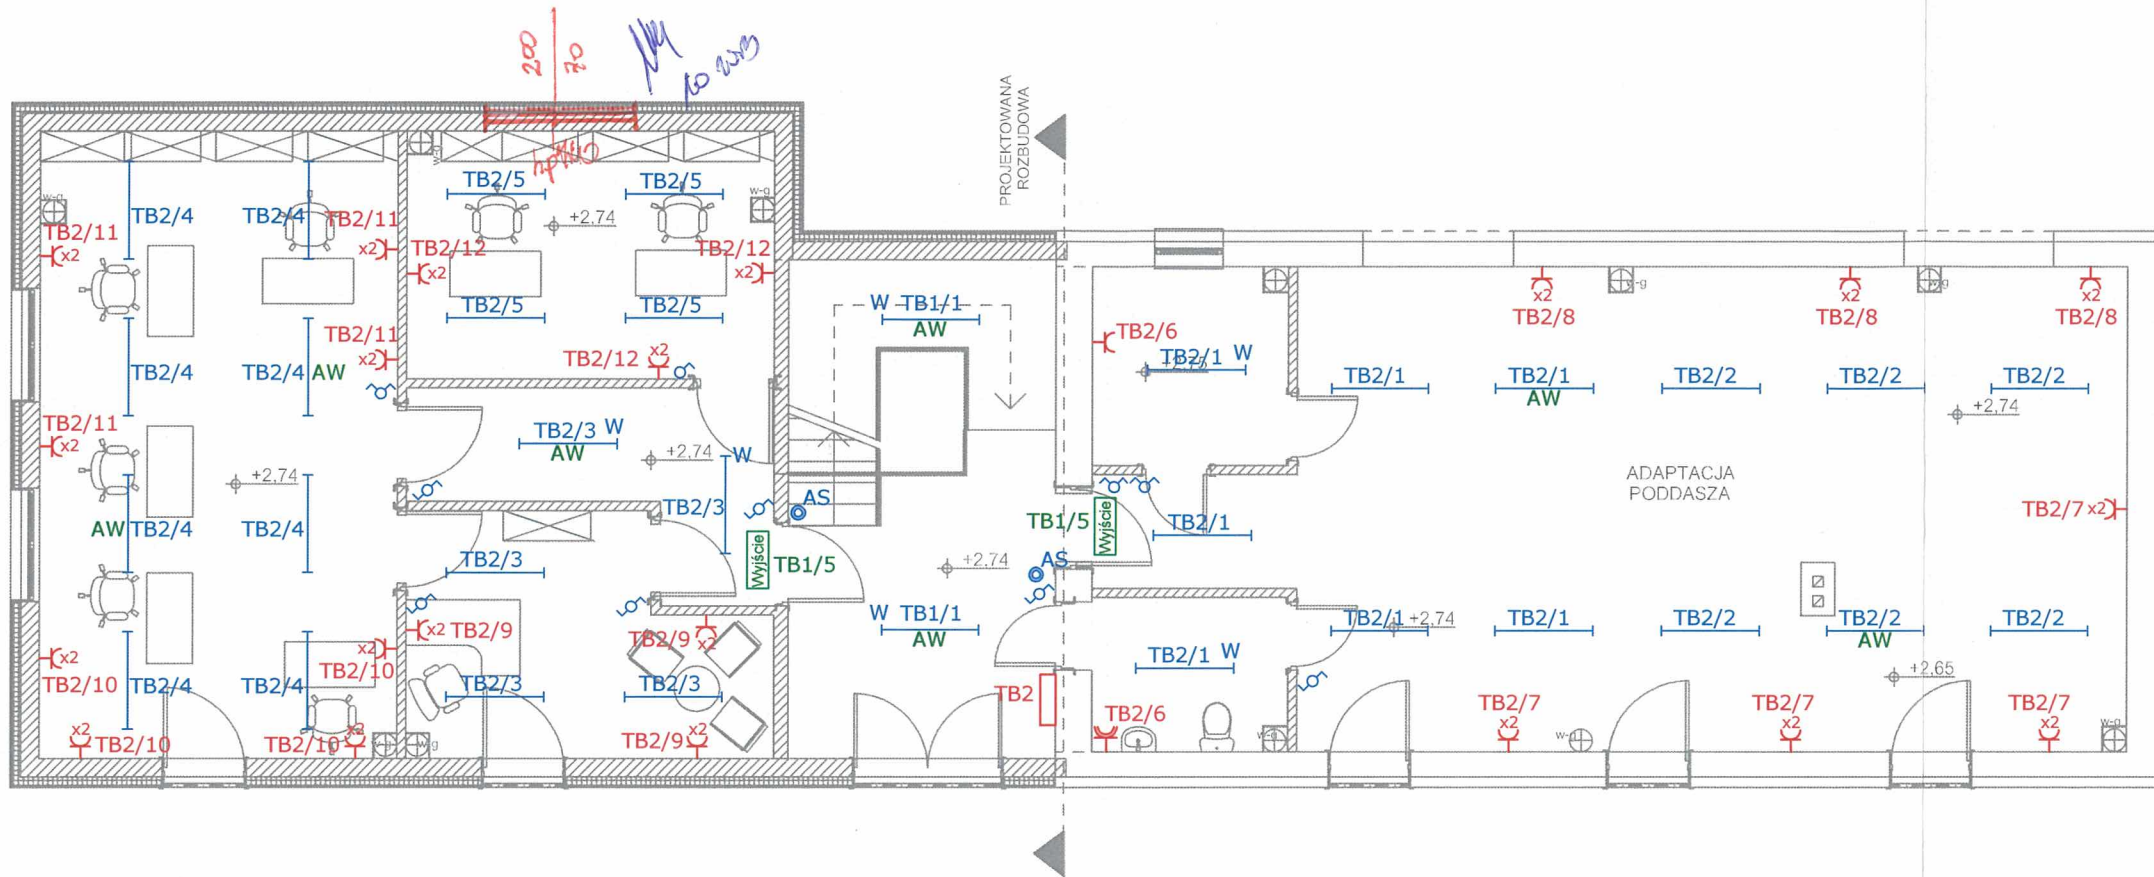 200
70
PROJEKTOWANA
ROZBUDOWA
w-g
TB2/5
TB2/5
w-g
w-g
TB2/4
TB2/4
TB2/11
+2,74
TB2/11
x2
x2
TB2/12
x2
TB2/12
x2
TB2/5
TB2/5
W TB1/1
AW
w-g
w-g
x2
TB2/8
x2
TB2/8
x2
TB2/8
TB2/11
x2
TB2/12
x2
TB2/6
TB2/1 W
TB2/4
TB2/4 AW
TB2/1
TB2/1
AW
TB2/2
TB2/2
TB2/2
+2,74
TB2/11
x2
TB2/3 W
AW
+2,74
W
+2,74
ADAPTACJA
PODDASZA
AS
TB2/3
TB1/5
Wyjście
TB2/1
TB2/7 x2
AW TB2/4
TB2/4
TB2/3
Wyjście
TB1/5
+2,74
AS
W TB1/1
AW
x2 TB2/9
TB2/9
x2
TB2/1
+2,74
TB2/1
TB2/2
TB2/2
AW
TB2/2
x2
TB2/10
x2
TB2/10
TB2/1 W
+2,65
TB2/4
TB2/4
TB2/3
TB2/3
TB2
TB2/6
TB2/7
x2
TB2/7
x2
TB2/7
x2
x2
TB2/10
x2
TB2/10
w-g
w-g
TB2/9
x2
w-g
w-g
w-g